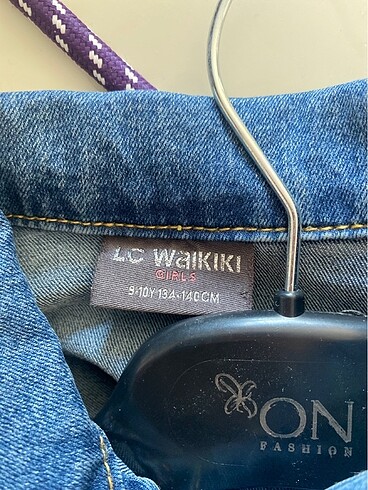 LC WAIKIKI
GIRLS
9-10Y 134-140CM
ON
FASHION